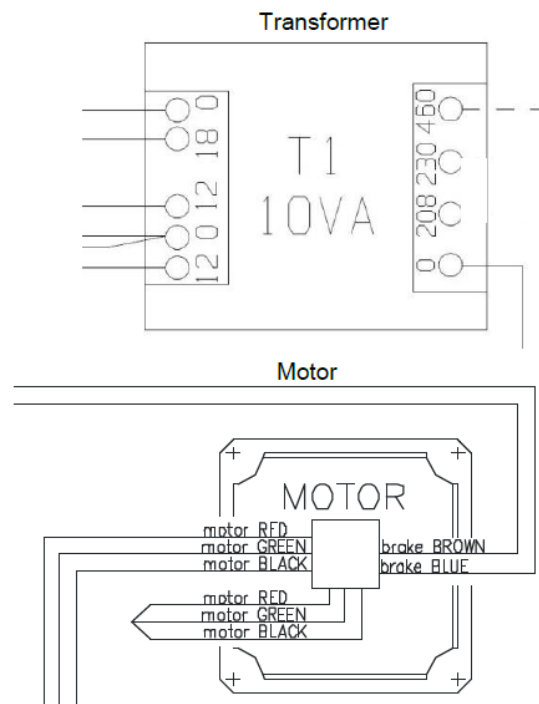 Transformer
0
18
12
0
12
T1
10VA
460
230
208
0
Motor
MOTOR
motor RED
motor GREEN
motor BLACK
brake BROWN
brake BLUE
motor RED
motor GREEN
motor BLACK